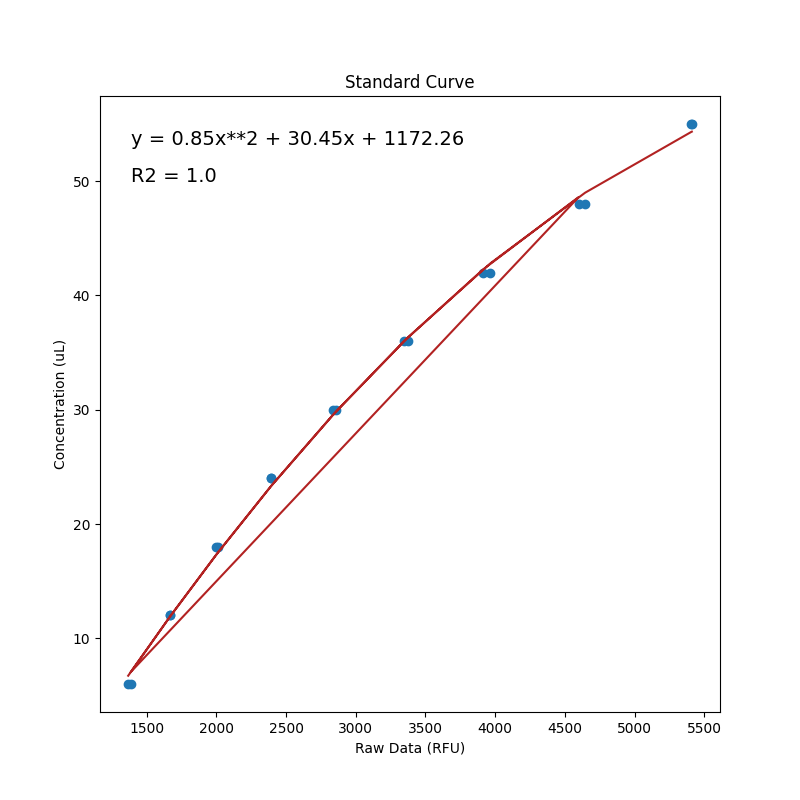 Standard Curve
y = 0.85x**2 + 30.45x + 1172.26
R2 = 1.0
50
40
30
20
10
Concentration (uL)
1500 2000 2500 3000 3500 4000 4500 5000 5500
Raw Data (RFU)